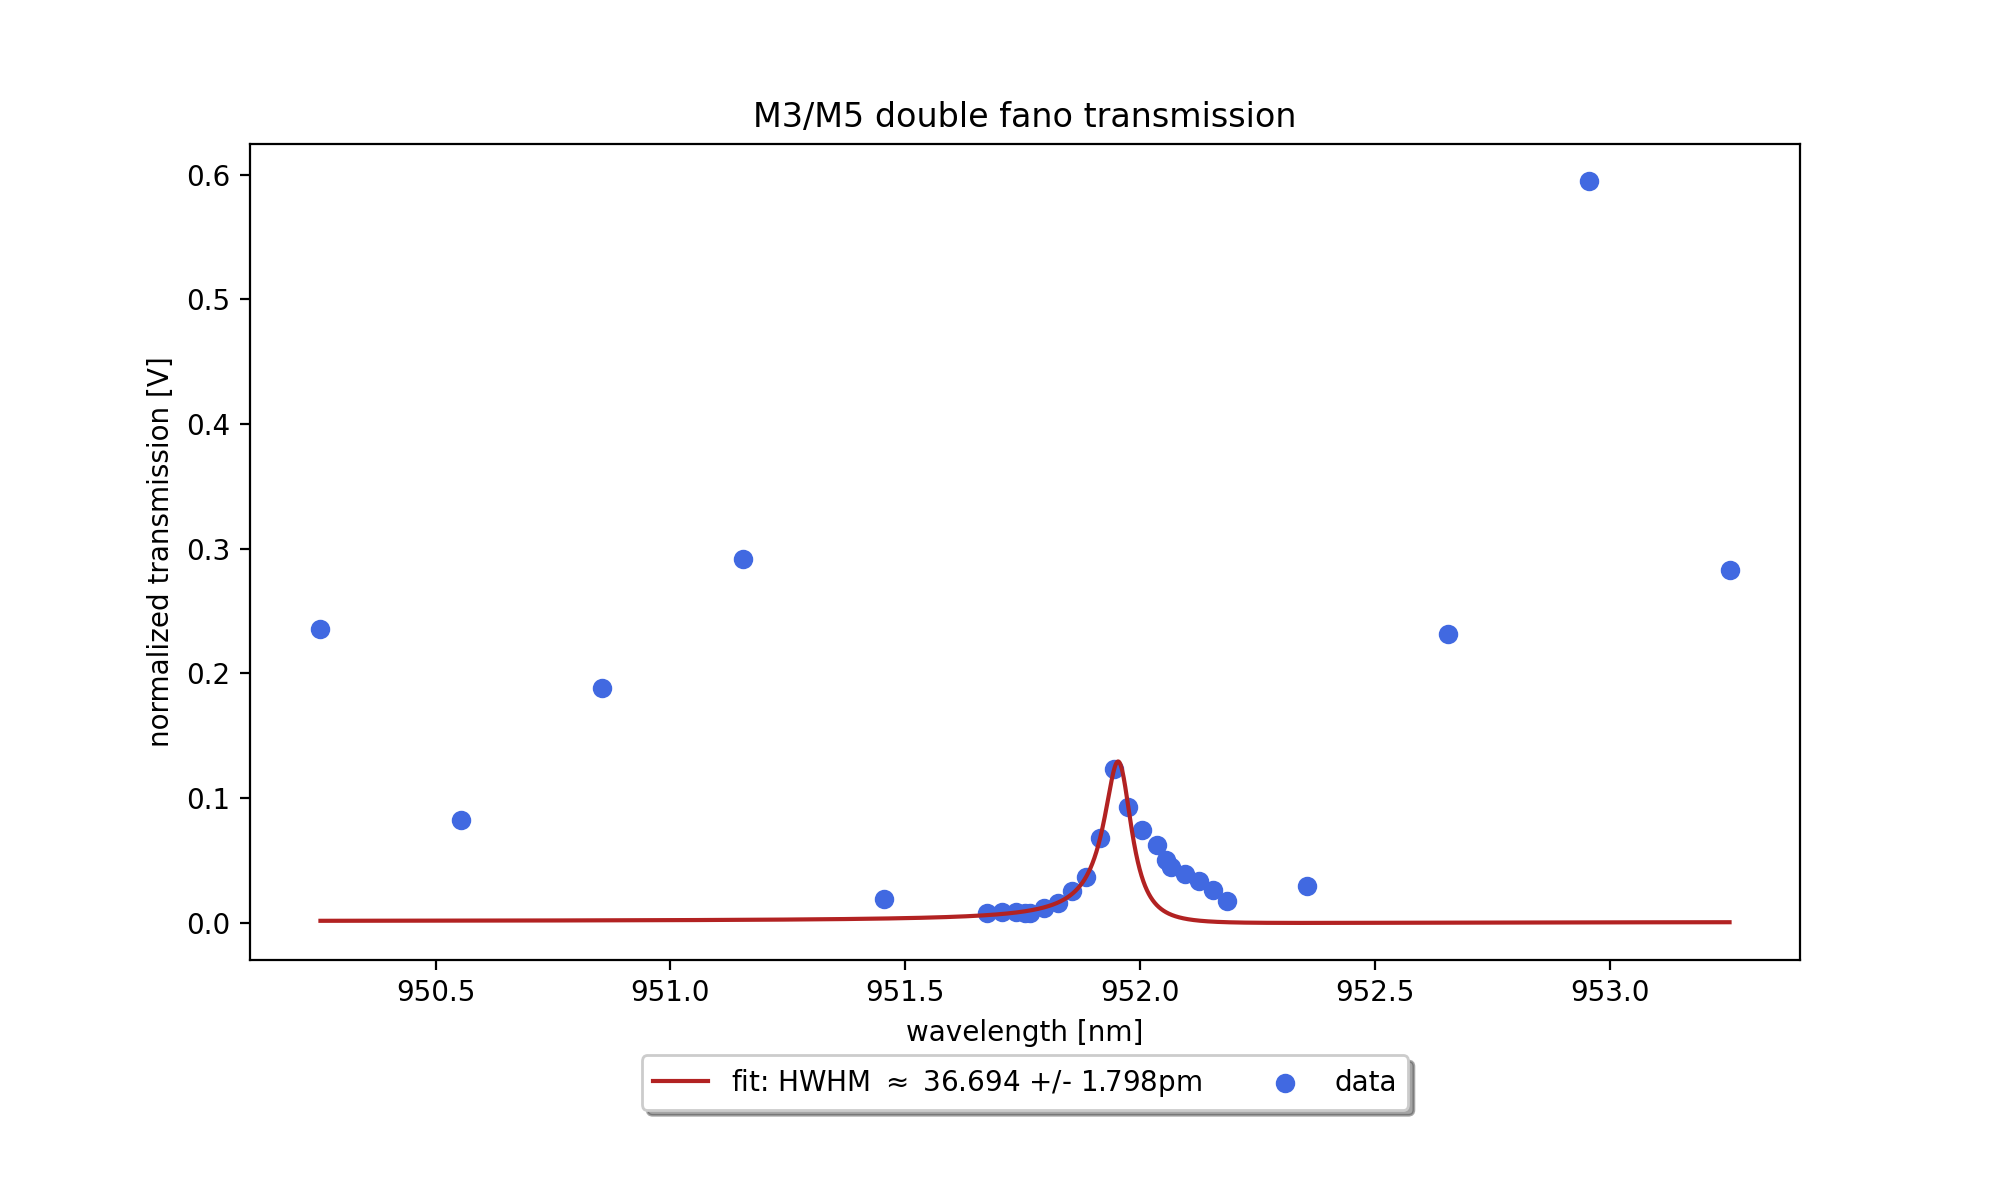 M3/M5 double fano transmission
normalized transmission [V]
0.6
0.5
0.4
0.3
0.2
0.1
0.0
950.5 951.0 951.5 952.0 952.5 953.0
wavelength [nm]
fit: HWHM ≈ 36.694 +/- 1.798pm data